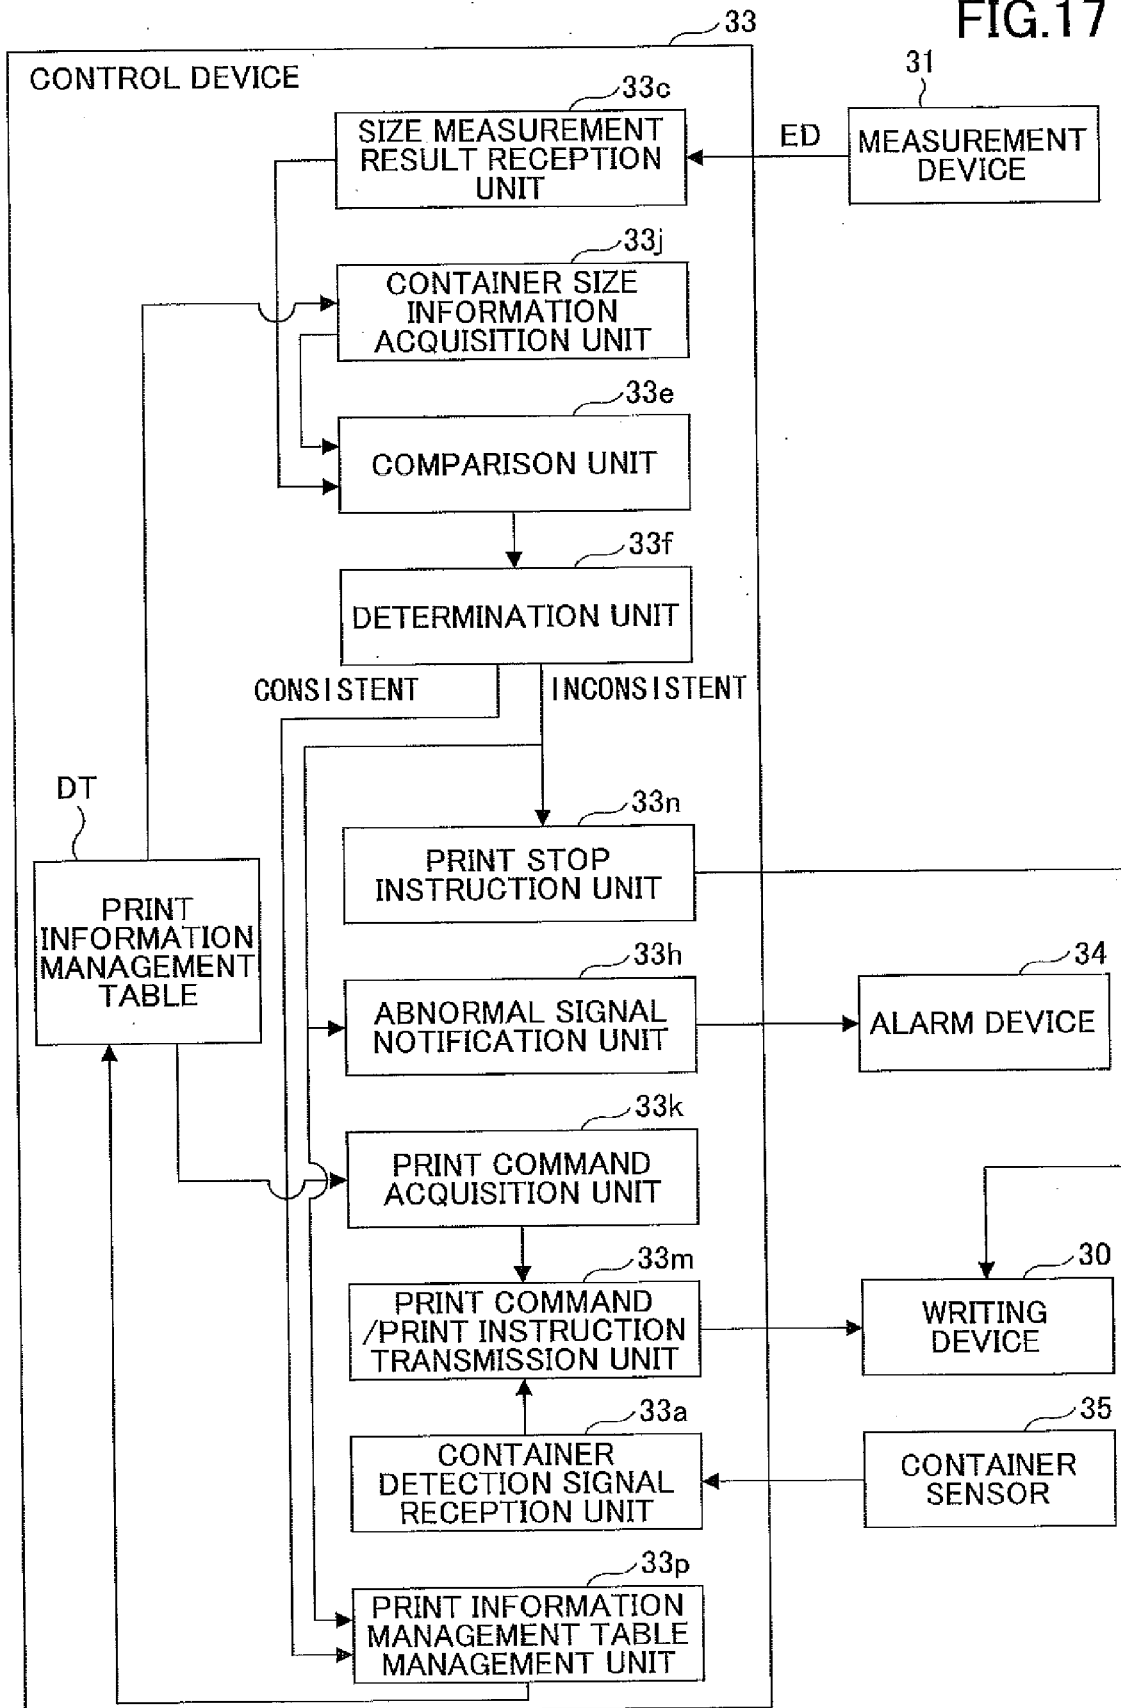 FIG.17
33
CONTROL DEVICE
33c
SIZE MEASUREMENT
RESULT RECEPTION
UNIT
ED
31
MEASUREMENT
DEVICE
33j
CONTAINER SIZE
INFORMATION
ACQUISITION UNIT
33e
COMPARISON UNIT
33f
DETERMINATION UNIT
CONSISTENT
INCONSISTENT
DT
PRINT
INFORMATION
MANAGEMENT
TABLE
33n
PRINT STOP
INSTRUCTION UNIT
33h
ABNORMAL SIGNAL
NOTIFICATION UNIT
34
ALARM DEVICE
33k
PRINT COMMAND
ACQUISITION UNIT
33m
PRINT COMMAND
/PRINT INSTRUCTION
TRANSMISSION UNIT
30
WRITING
DEVICE
33a
CONTAINER
DETECTION SIGNAL
RECEPTION UNIT
35
CONTAINER
SENSOR
33p
PRINT INFORMATION
MANAGEMENT TABLE
MANAGEMENT UNIT